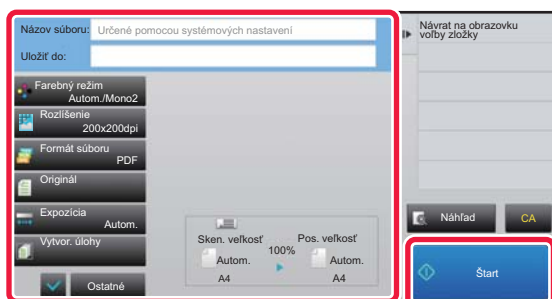 Názov súboru: Určené pomocou systémových nastavení
Uložiť do:
Farebný režim
Autom./Mono2
Rozlíšenie
200x200dpi
Formát súboru
PDF
Originál
Expozícia
Autom.
Vytvor. úlohy
Ostatné
Sken. veľkosť
Autom.
A4
100%
Pos. veľkosť
Autom.
A4
Návrat na obrazovku
voľby zložky
Náhľad
CA
Štart